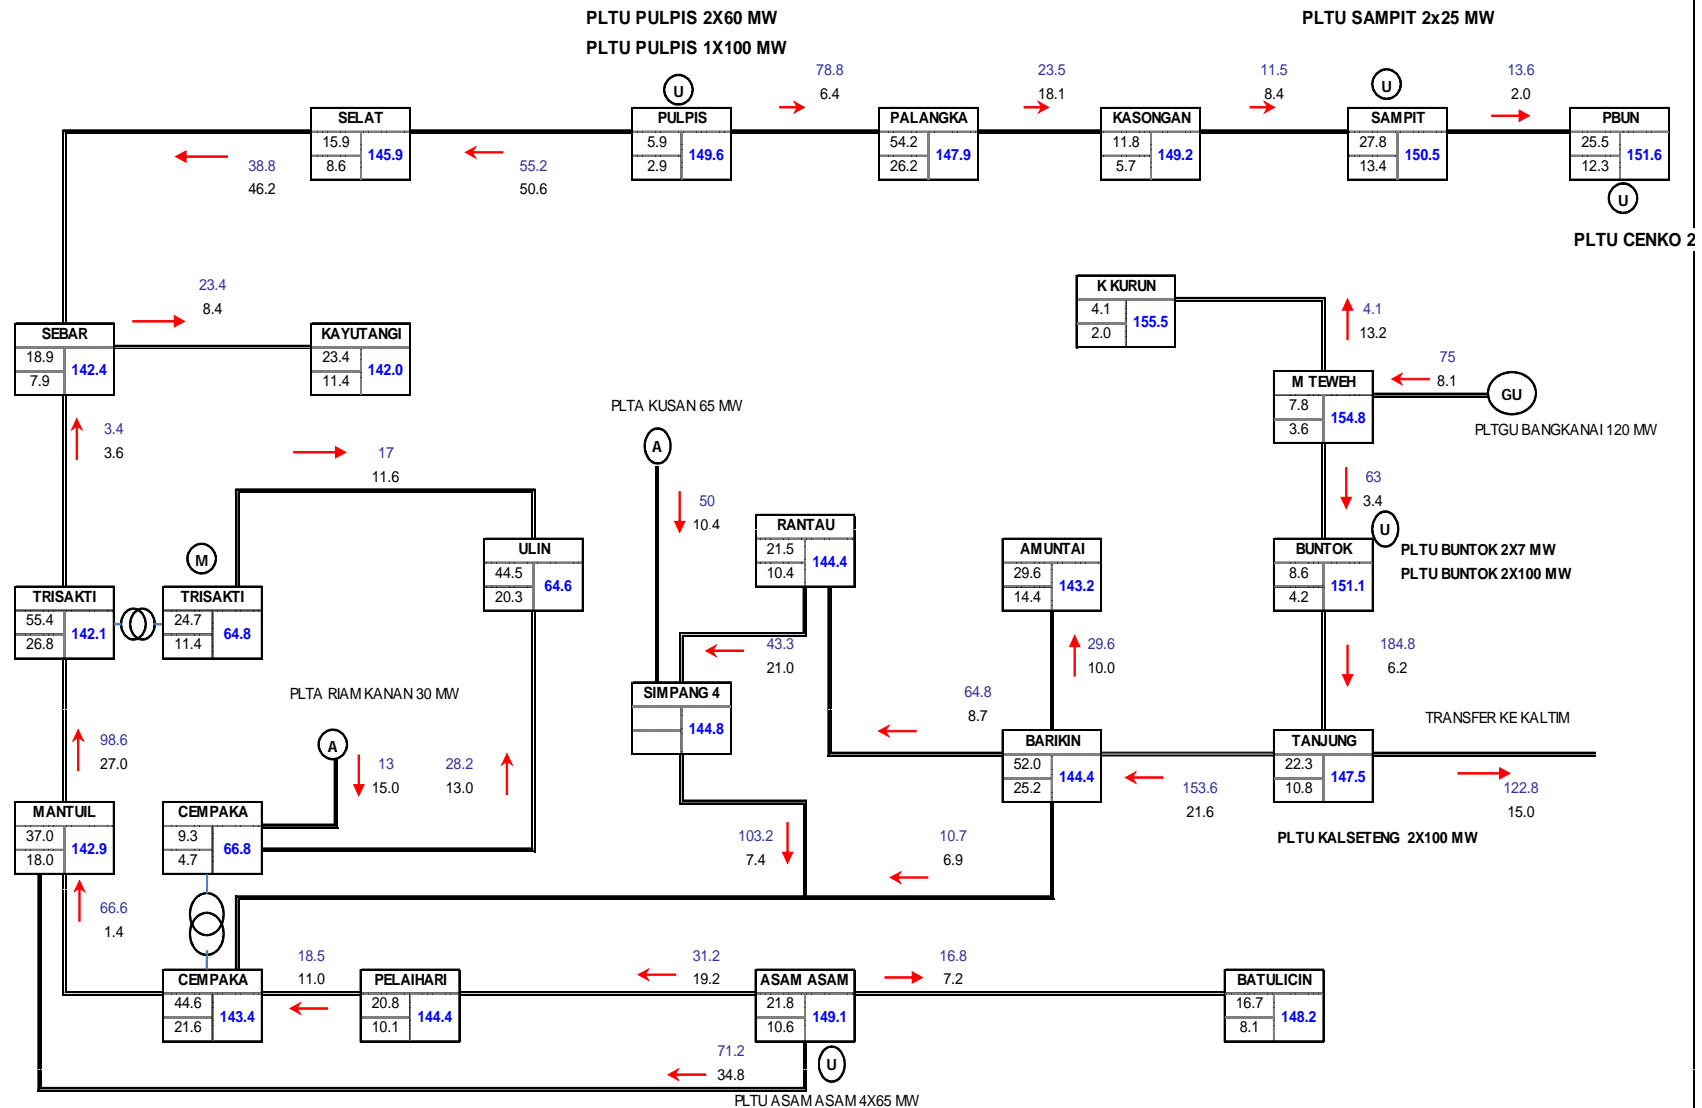 PLTU PULPIS 2X60 MW
PLTU PULPIS 1X100 MW
PLTU SAMPIT 2x25 MW
78.8
6.4
23.5
18.1
11.5
8.4
13.6
2.0
U
U
SELAT
15.9
8.6
145.9
PULPIS
5.9
2.9
149.6
PALANGKA
54.2
26.2
147.9
KASONGAN
11.8
5.7
149.2
SAMPIT
27.8
13.4
150.5
PBUN
25.5
12.3
151.6
38.8
46.2
55.2
50.6
U
PLTU CENKO 2
23.4
8.4
K KURUN
4.1
2.0
155.5
4.1
13.2
SEBAR
18.9
7.9
142.4
KAYUTANGI
23.4
11.4
142.0
75
8.1
M TEWEH
7.8
3.6
154.8
GU
PLTGU BANGKANAI 120 MW
PLTA KUSAN 65 MW
A
3.4
3.6
17
11.6
50
10.4
63
3.4
RANTAU
21.5
10.4
144.4
U
M
ULIN
44.5
20.3
64.6
AMUNTAI
29.6
14.4
143.2
BUNTOK
8.6
4.2
151.1
PLTU BUNTOK 2X7 MW
PLTU BUNTOK 2X100 MW
TRISAKTI
55.4
26.8
142.1
TRISAKTI
24.7
11.4
64.8
43.3
21.0
29.6
10.0
184.8
6.2
PLTA RIAM KANAN 30 MW
SIMPANG 4
144.8
64.8
8.7
TRANSFER KE KALTIM
98.6
27.0
A
13
15.0
28.2
13.0
BARIKIN
52.0
25.2
144.4
TANJUNG
22.3
10.8
147.5
153.6
21.6
122.8
15.0
MANTUIL
37.0
18.0
142.9
CEMPAKA
9.3
4.7
66.8
103.2
7.4
10.7
6.9
PLTU KALSETENG 2X100 MW
66.6
1.4
18.5
11.0
31.2
19.2
16.8
7.2
CEMPAKA
44.6
21.6
143.4
PELAIHARI
20.8
10.1
144.4
ASAM ASAM
21.8
10.6
149.1
BATULICIN
16.7
8.1
148.2
71.2
34.8
U
PLTU ASAM ASAM 4X65 MW